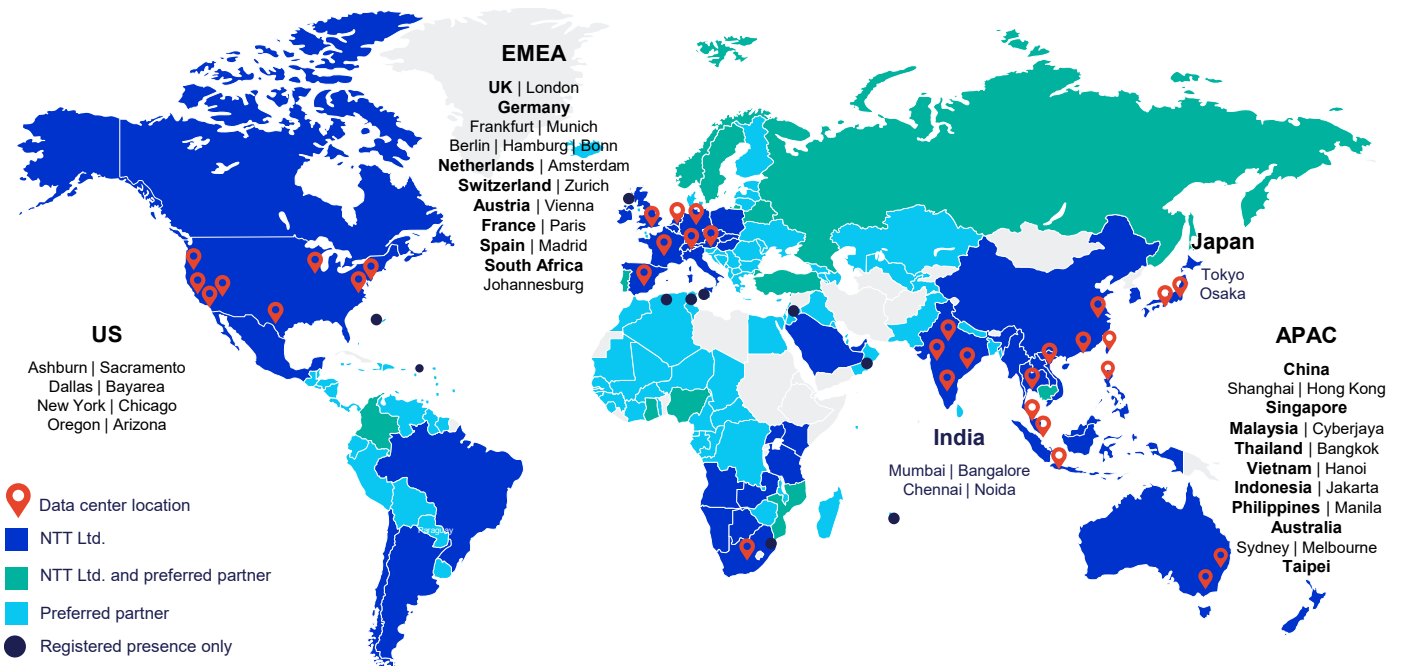 EMEA
UK | London
Germany
Frankfurt | Munich
Berlin | Hamburg | Bonn
Netherlands | Amsterdam
Switzerland | Zurich
Austria | Vienna
France | Paris
Spain | Madrid
South Africa
Johannesburg
Japan
Tokyo
Osaka
US
Ashburn | Sacramento
Dallas | Bayarea
New York | Chicago
Oregon | Arizona
APAC
China
Shanghai | Hong Kong
Singapore
Malaysia | Cyberjaya
Thailand | Bangkok
Vietnam | Hanoi
Indonesia | Jakarta
Philippines | Manila
Australia
Sydney | Melbourne
Taipei
India
Mumbai | Bangalore
Chennai | Noida
Paraguay
Data center location
NTT Ltd.
NTT Ltd. and preferred partner
Preferred partner
Registered presence only